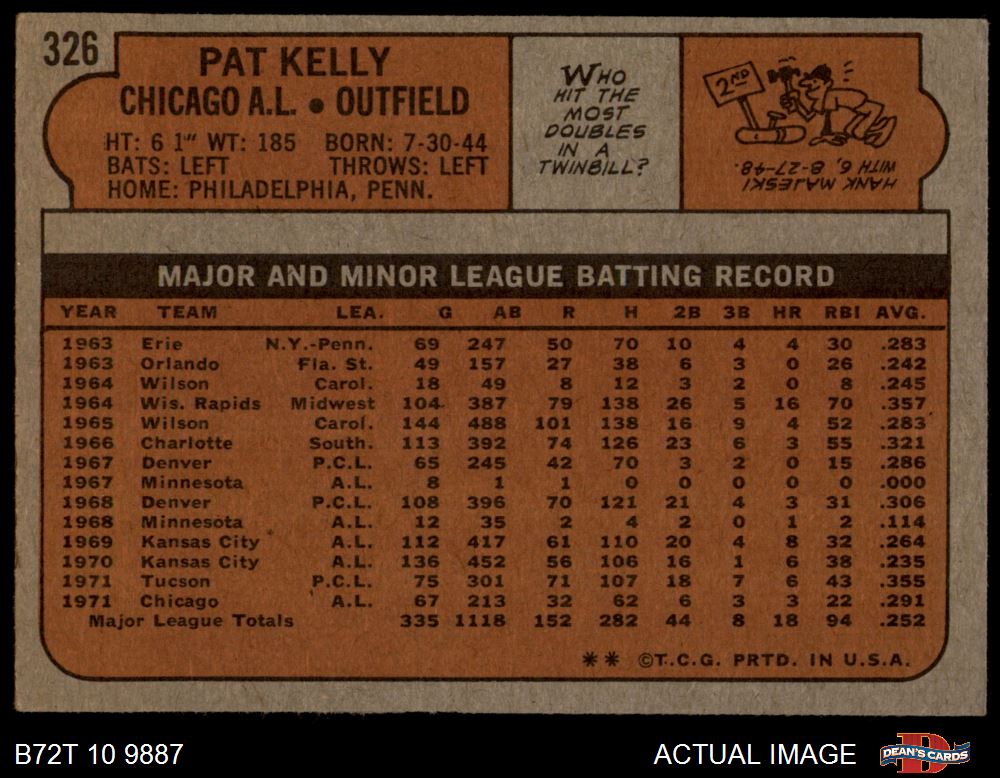 326
PAT KELLY
CHICAGO A.L. • OUTFIELD
HT: 6 1" WT: 185 BORN: 7-30-44
BATS: LEFT THROWS: LEFT
HOME: PHILADELPHIA, PENN.
WHO
HIT THE
MOST
DOUBLES
IN A
TWINBILL?
2ND
HANK MAJESKI
WITH 6, 8-27-48.
MAJOR AND MINOR LEAGUE BATTING RECORD
YEAR TEAM LEA. G AB R H 2B 3B HR RBI AVG.
1963 Erie N.Y.-Penn. 69 247 50 70 10 4 4 30 .283
1963 Orlando Fla. St. 49 157 27 38 6 3 0 26 .242
1964 Wilson Carol. 18 49 8 12 3 2 0 8 .245
1964 Wis. Rapids Midwest 104 387 79 138 26 5 16 70 .357
1965 Wilson Carol. 144 488 101 138 16 9 4 52 .283
1966 Charlotte South. 113 392 74 126 23 6 3 55 .321
1967 Denver P.C.L. 65 245 42 70 3 2 0 15 .286
1967 Minnesota A.L. 8 1 1 0 0 0 0 0 .000
1968 Denver P.C.L. 108 396 70 121 21 4 3 31 .306
1968 Minnesota A.L. 12 35 2 4 2 0 1 2 .114
1969 Kansas City A.L. 112 417 61 110 20 4 8 32 .264
1970 Kansas City A.L. 136 452 56 106 16 1 6 38 .235
1971 Tucson P.C.L. 75 301 71 107 18 7 6 43 .355
1971 Chicago A.L. 67 213 32 62 6 3 3 22 .291
Major League Totals 335 1118 152 282 44 8 18 94 .252
** ©T.C.G. PRTD. IN U.S.A.
B72T 10 9887
ACTUAL IMAGE
D
DEAN'S CARDS